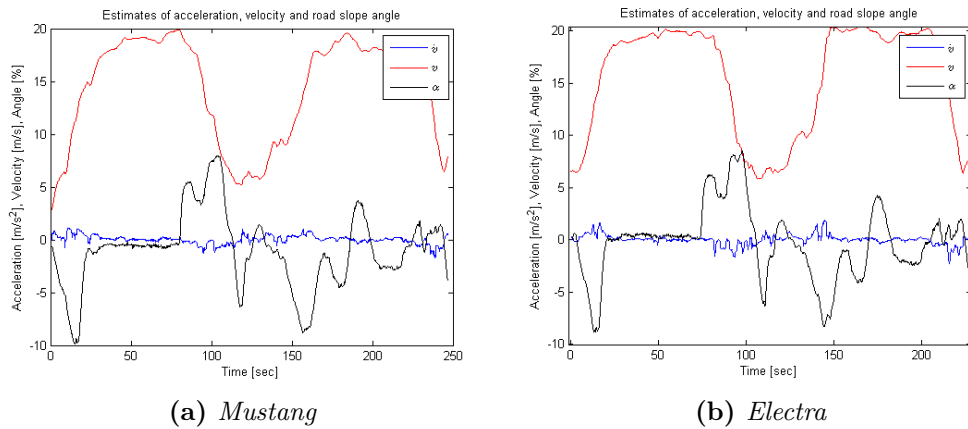 Estimates of acceleration, velocity and road slope angle
20
15
10
5
0
-5
-10
0 50 100 150 200 250
Acceleration [m/s²], Velocity [m/s], Angle [%]
Time [sec]
v̇
v
α
(a) Mustang
Estimates of acceleration, velocity and road slope angle
20
15
10
5
0
-5
-10
0 50 100 150 200
Acceleration [m/s²], Velocity [m/s], Angle [%]
Time [sec]
v̇
v
α
(b) Electra